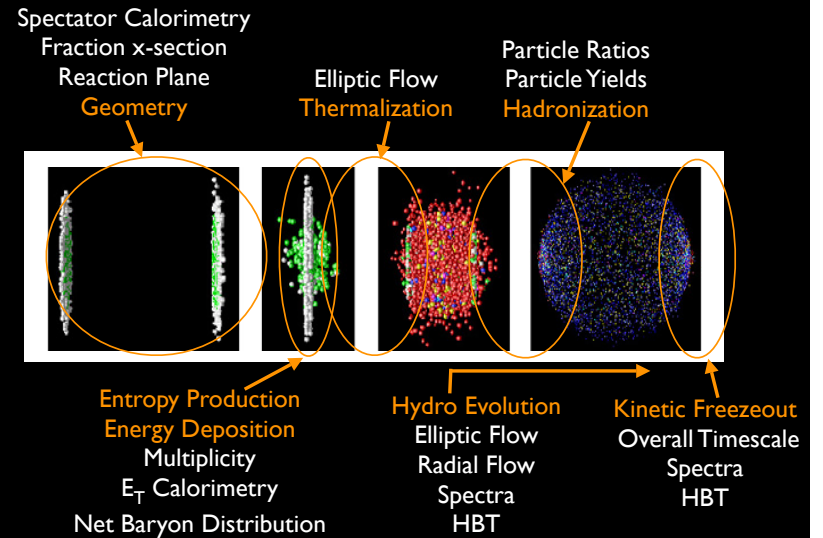 Spectator Calorimetry
Fraction x-section
Reaction Plane
Geometry
Elliptic Flow
Thermalization
Particle Ratios
Particle Yields
Hadronization
Entropy Production
Energy Deposition
Multiplicity
E_T Calorimetry
Net Baryon Distribution
Hydro Evolution
Elliptic Flow
Radial Flow
Spectra
HBT
Kinetic Freezeout
Overall Timescale
Spectra
HBT